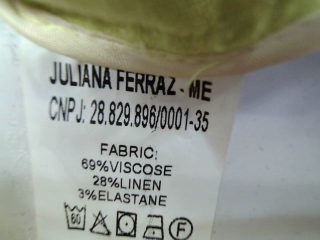 JULIANA FERRAZ - ME
CNPJ: 28.829.896/0001-35
FABRIC:
69%VISCOSE
28%LINEN
3%ELASTANE
60 F